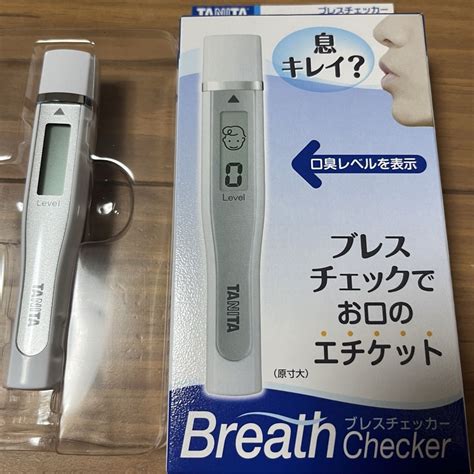 TANITA ブレスチェッカー
息
キレイ?
口臭レベルを表示
0
Level
TANITA
ブレス
チェックで
お口の
エチケット
(原寸大)
ブレスチェッカー
Breath Checker
Level
TANITA